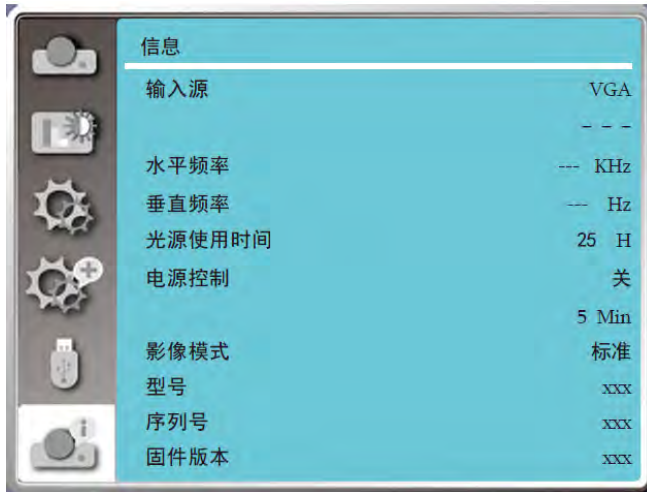 信息
输入源 VGA
- - -
水平频率 --- KHz
垂直频率 --- Hz
光源使用时间 25 H
电源控制 关
5 Min
影像模式 标准
型号 xxx
序列号 xxx
固件版本 xxx